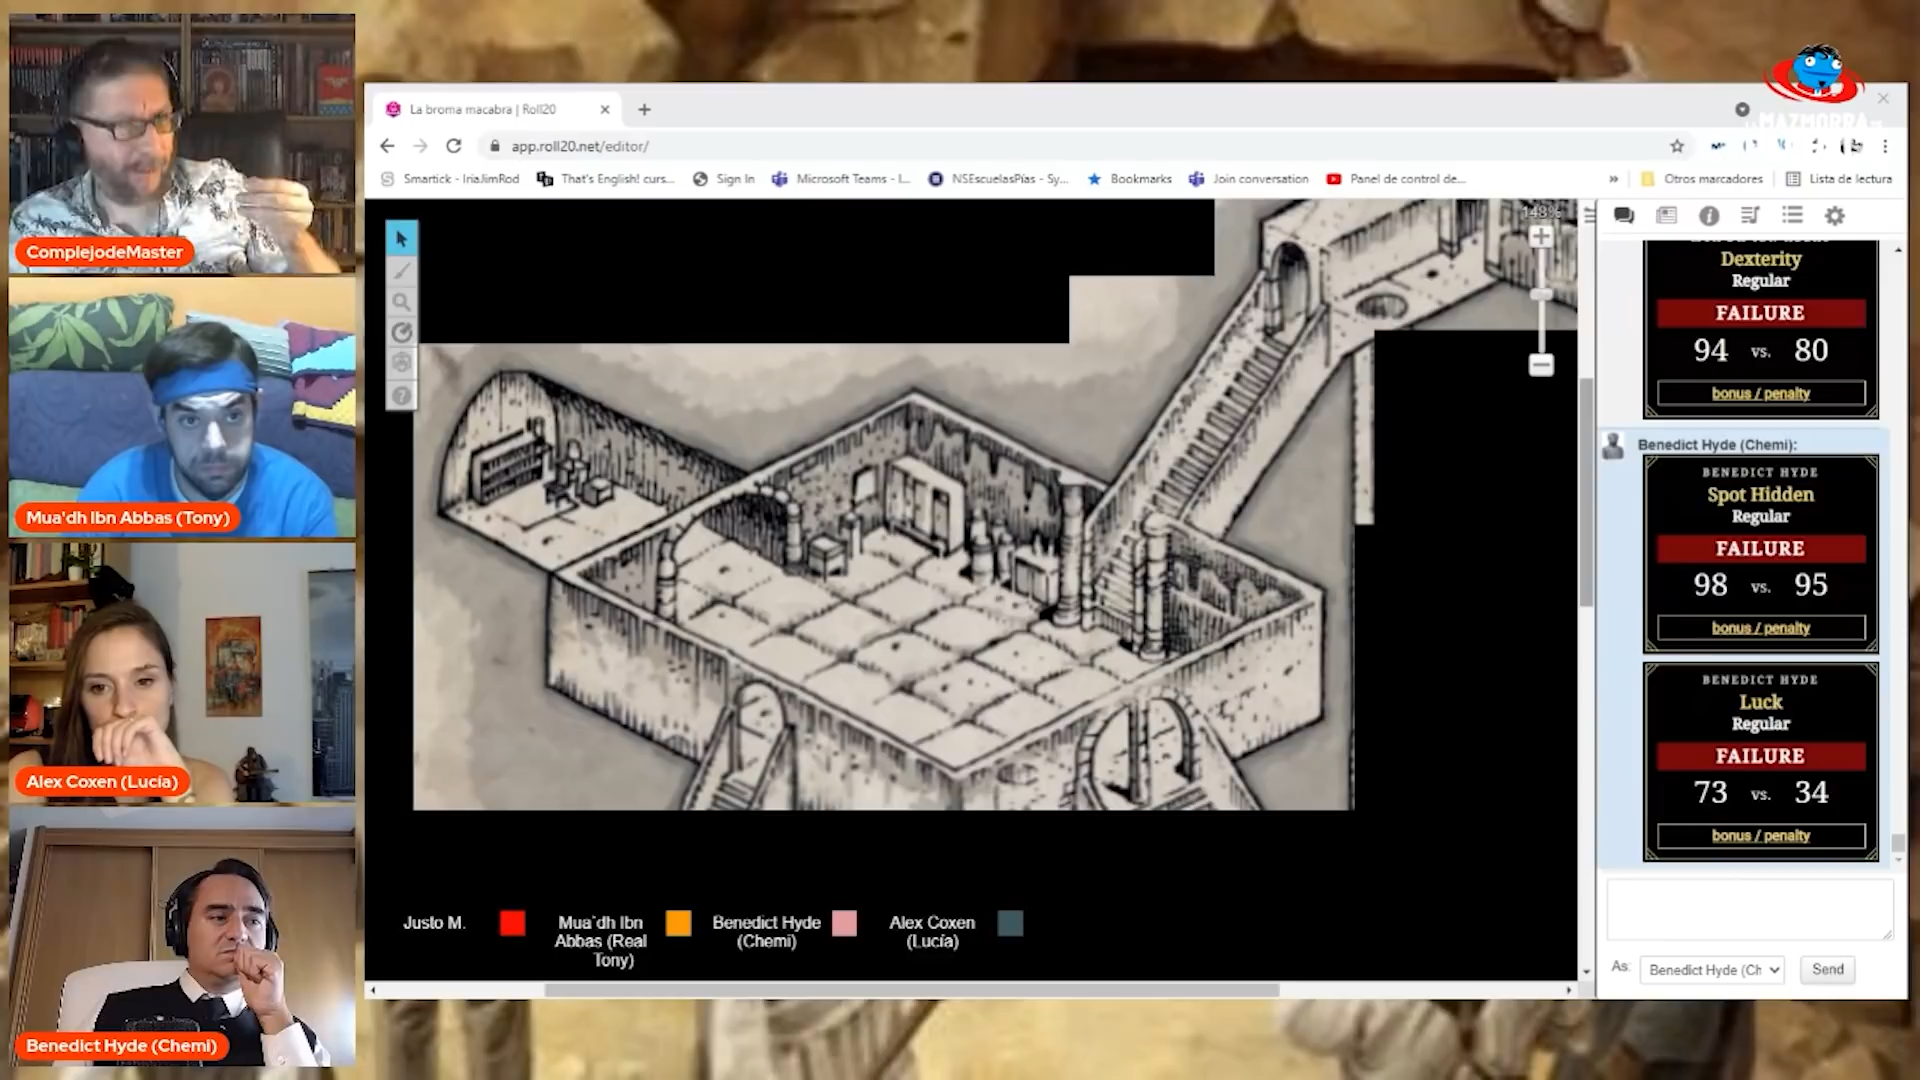 ComplejodeMaster
Mua'dh Ibn Abbas (Tony)
Alex Coxen (Lucía)
Benedict Hyde (Chemi)
La broma macabra | Roll20
MAZMORRA
app.roll20.net/editor/
Smartick - IriaJimRod
That's English! curs...
Sign In
Microsoft Teams - I...
NSEscuelasPías - Sy...
Bookmarks
Join conversation
Panel de control de...
»
Otros marcadores
Lista de lectura
148%
Dexterity
Regular
FAILURE
94 vs. 80
bonus / penalty
Benedict Hyde (Chemi):
BENEDICT HYDE
Spot Hidden
Regular
FAILURE
98 vs. 95
bonus / penalty
BENEDICT HYDE
Luck
Regular
FAILURE
73 vs. 34
bonus / penalty
Justo M.
Mua`dh Ibn
Abbas (Real
Tony)
Benedict Hyde
(Chemi)
Alex Coxen
(Lucía)
As:
Benedict Hyde (Ch
Send